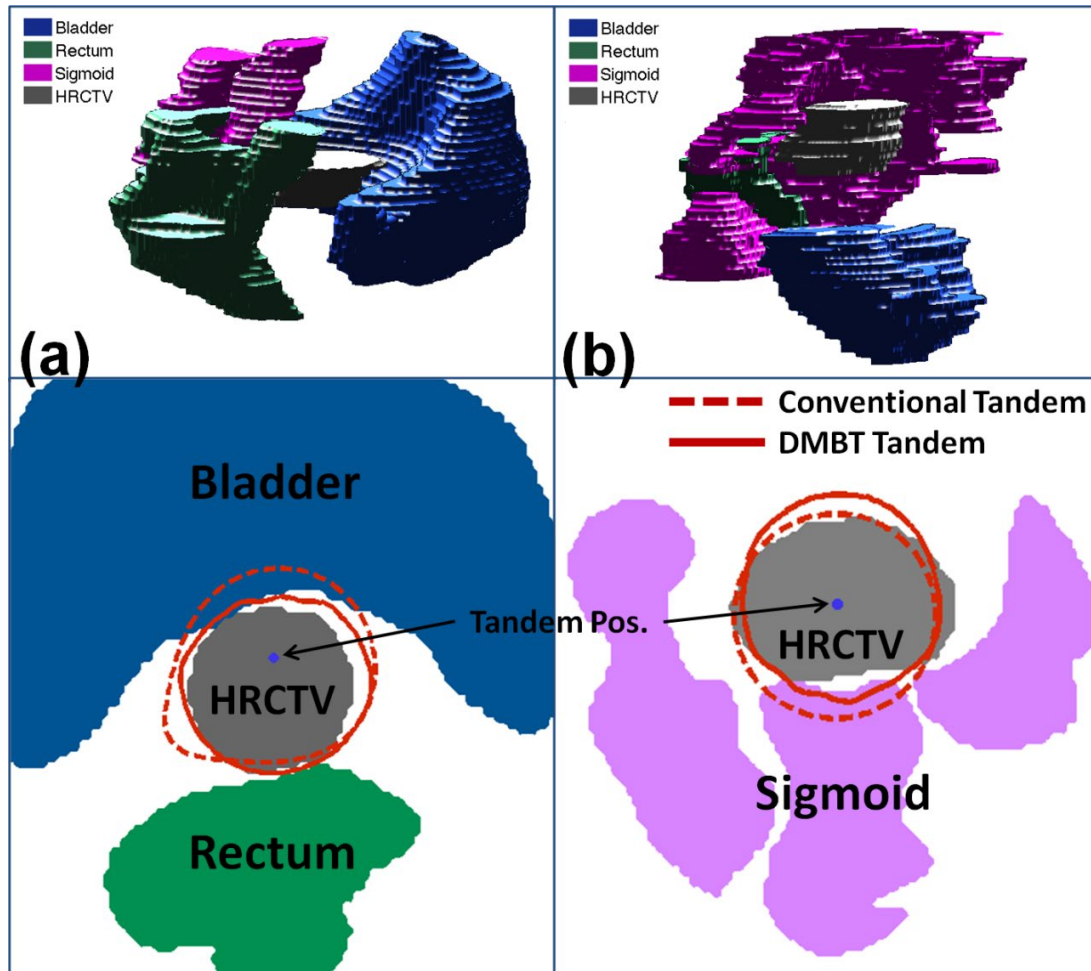 Bladder
Rectum
Sigmoid
HRCTV
(a)
Bladder
Rectum
Sigmoid
HRCTV
(b)
Bladder
HRCTV
Rectum
Tandem Pos.
Conventional Tandem
DMBT Tandem
HRCTV
Sigmoid